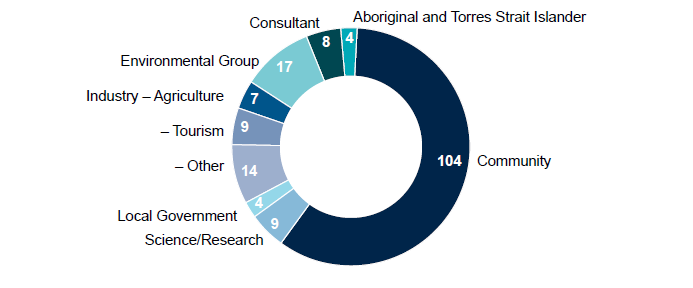 Consultant
8
4
Aboriginal and Torres Strait Islander
Environmental Group
17
Industry – Agriculture
7
– Tourism
9
– Other
14
104
Community
Local Government
4
Science/Research
9